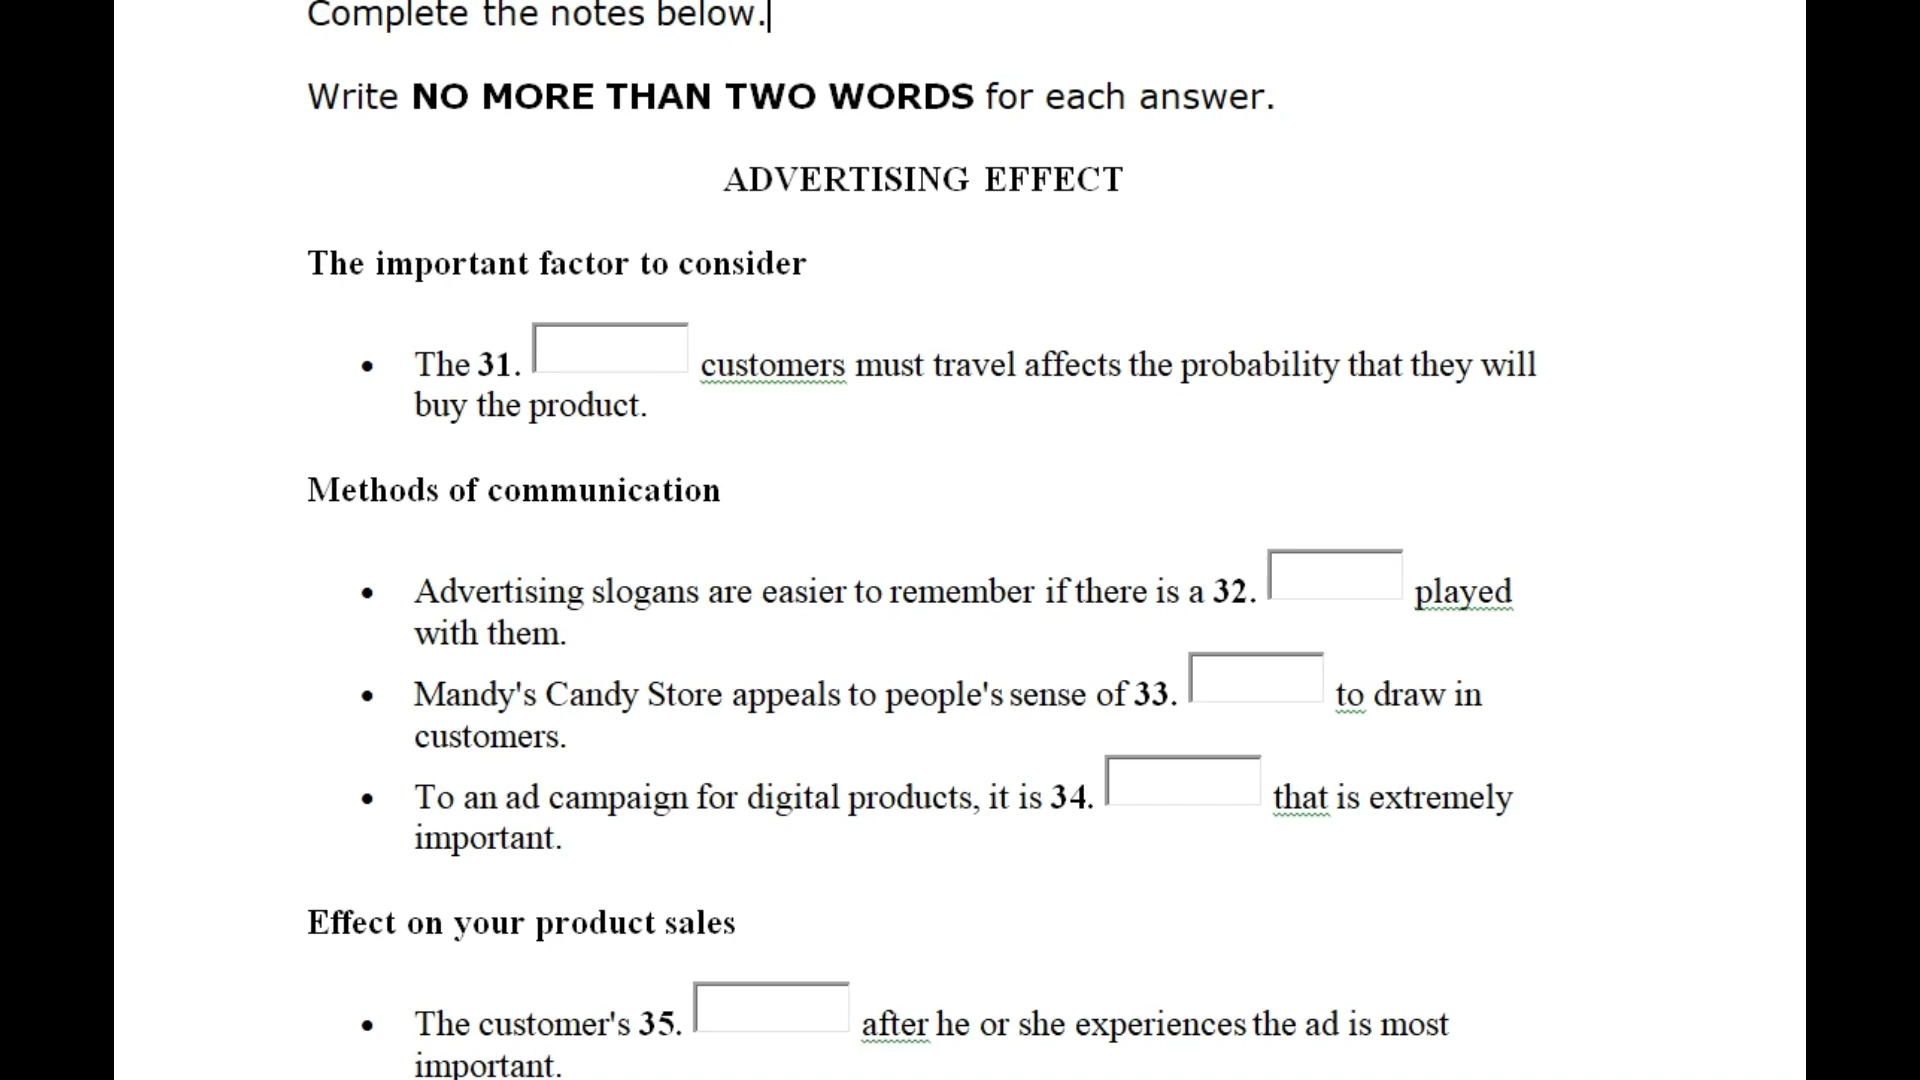 Complete the notes below.
Write NO MORE THAN TWO WORDS for each answer.
ADVERTISING EFFECT
The important factor to consider
• The 31. customers must travel affects the probability that they will
buy the product.
Methods of communication
• Advertising slogans are easier to remember if there is a 32. played
with them.
• Mandy's Candy Store appeals to people's sense of 33. to draw in
customers.
• To an ad campaign for digital products, it is 34. that is extremely
important.
Effect on your product sales
• The customer's 35. after he or she experiences the ad is most
important.